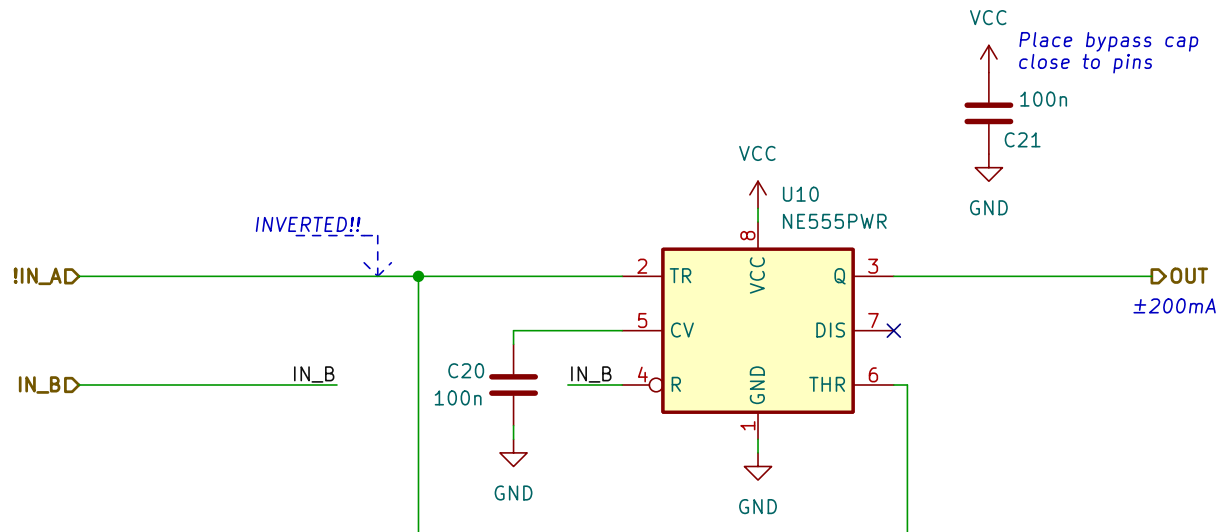 VCC
Place bypass cap
close to pins
100n
C21
GND
VCC
U10
NE555PWR
INVERTED!!
!IN_A
2
TR
8
VCC
Q
3
OUT
±200mA
5
CV
DIS
7
IN_B
IN_B
C20
100n
IN_B
4
R
GND
THR
6
1
GND
GND